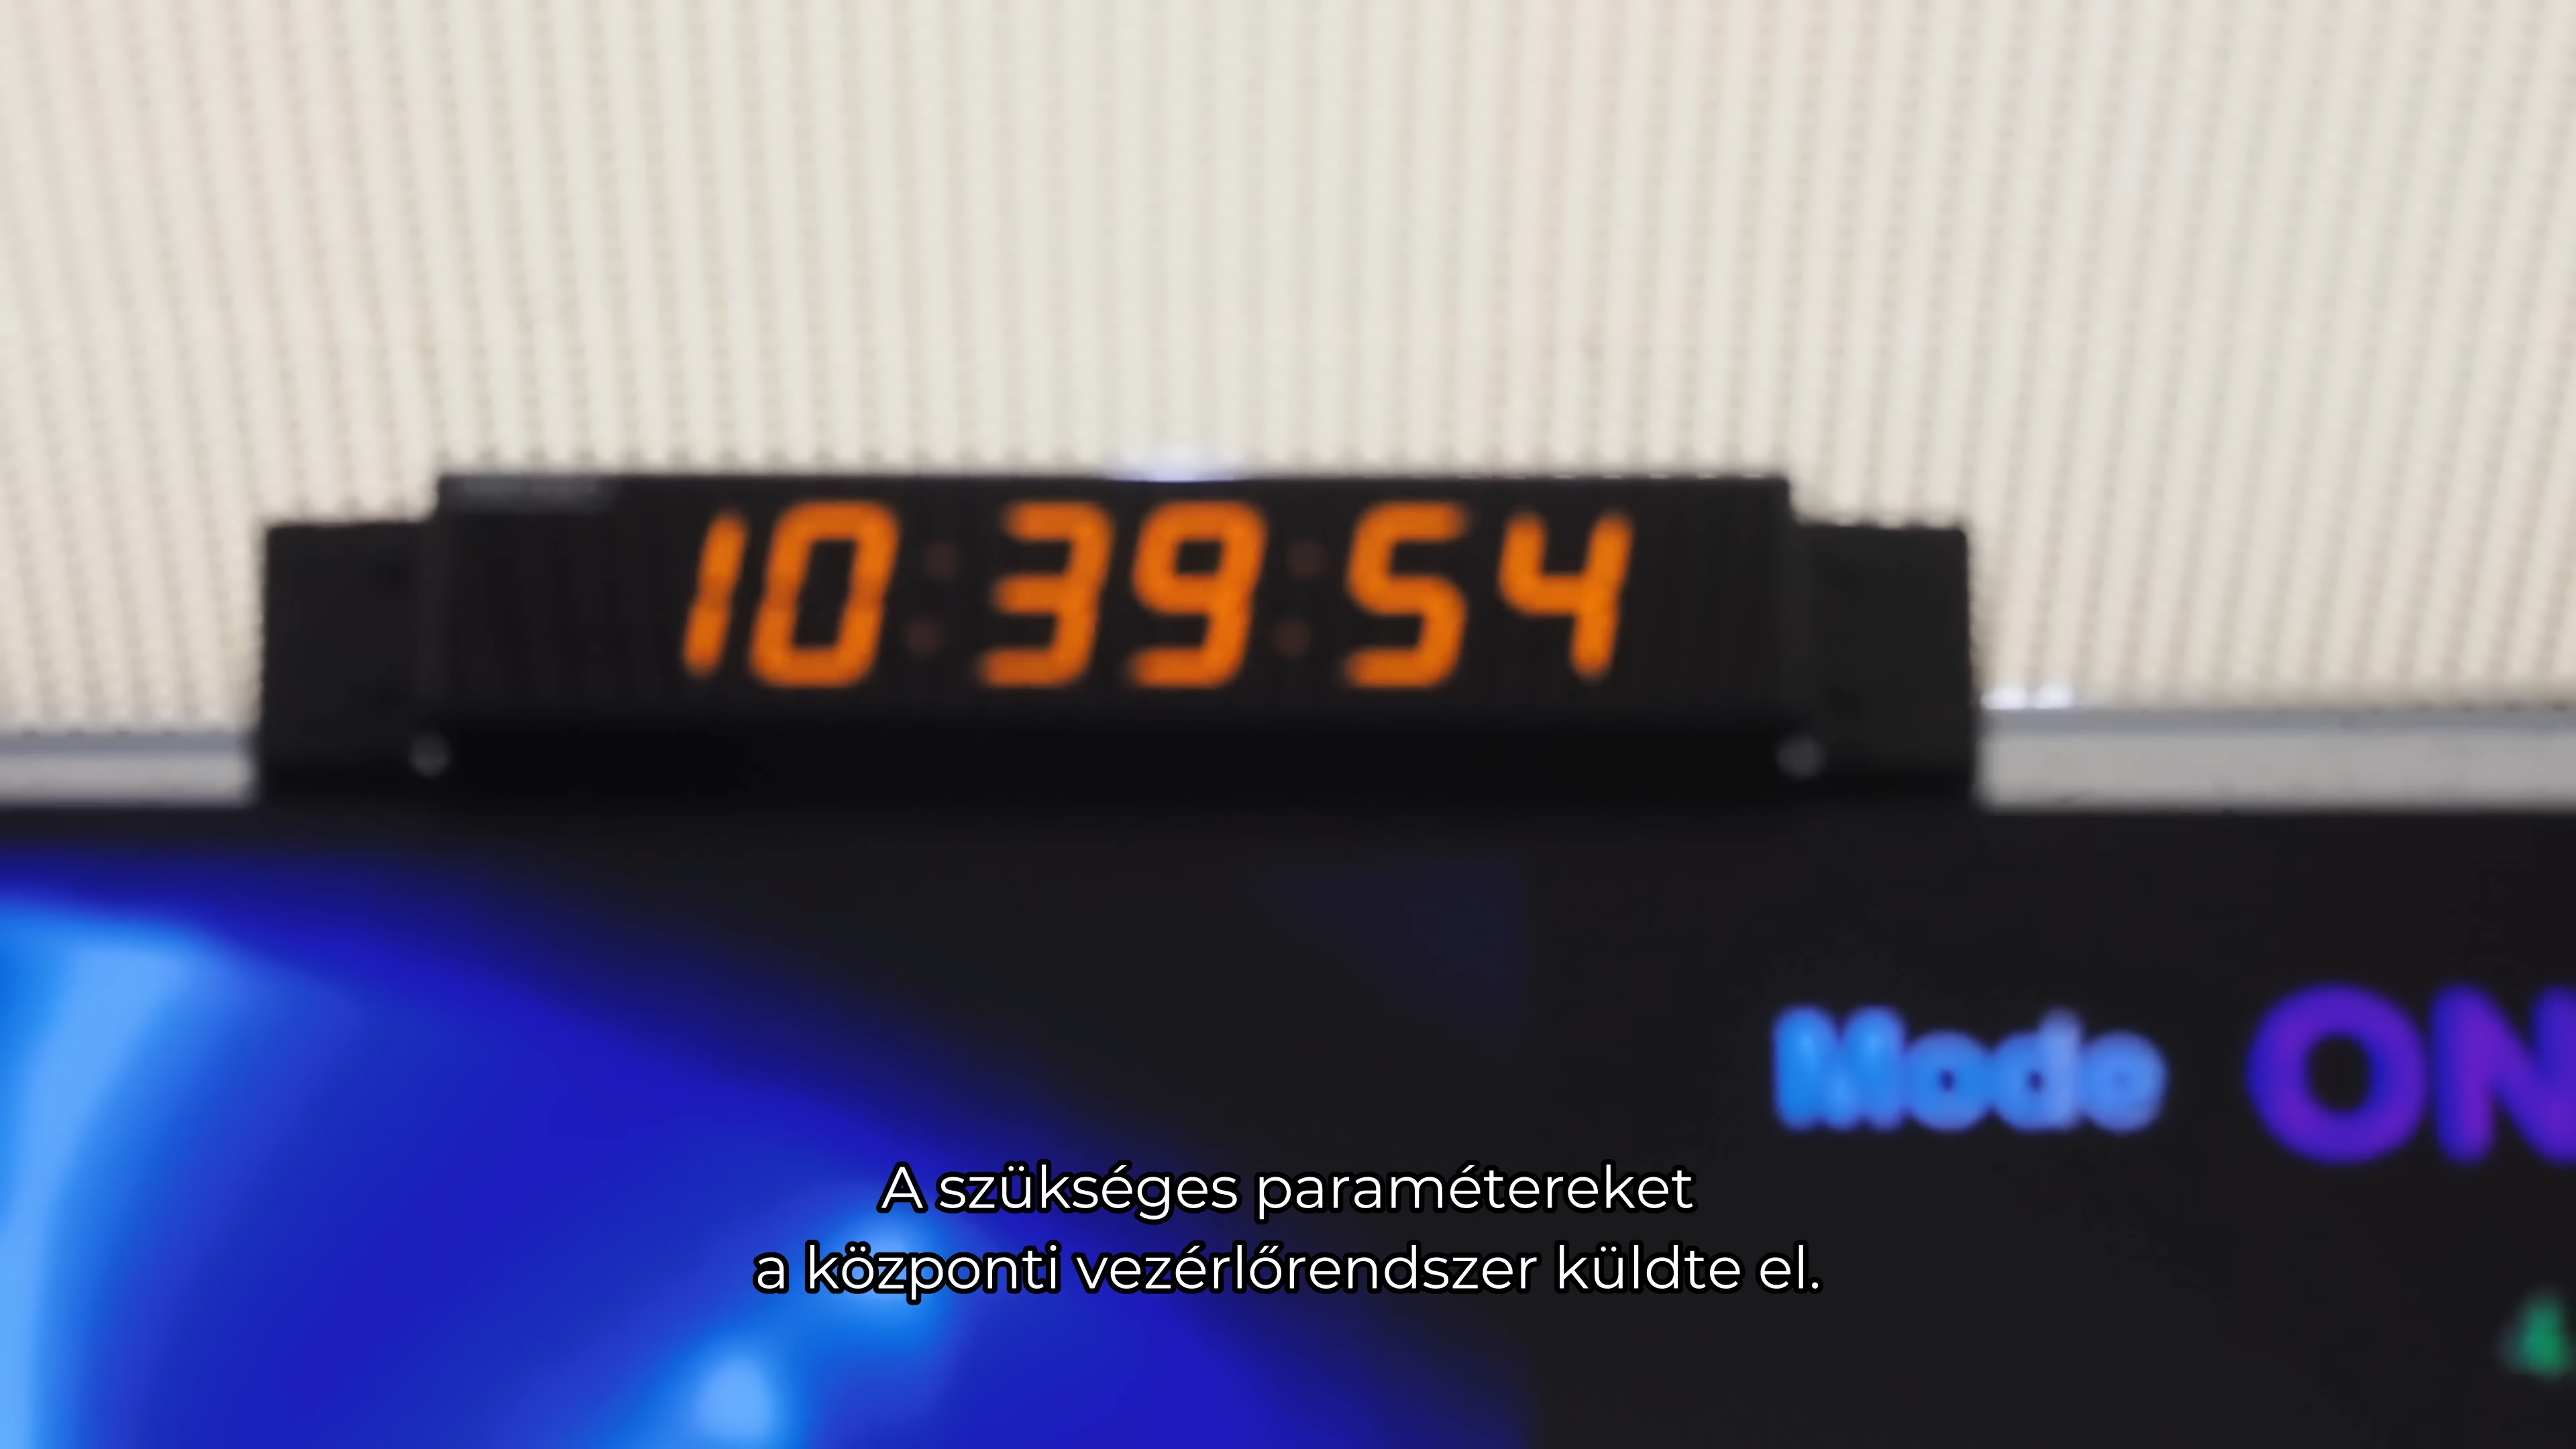 10:39:54
Mode ON
A szükséges paramétereket
a központi vezérlőrendszer küldte el.